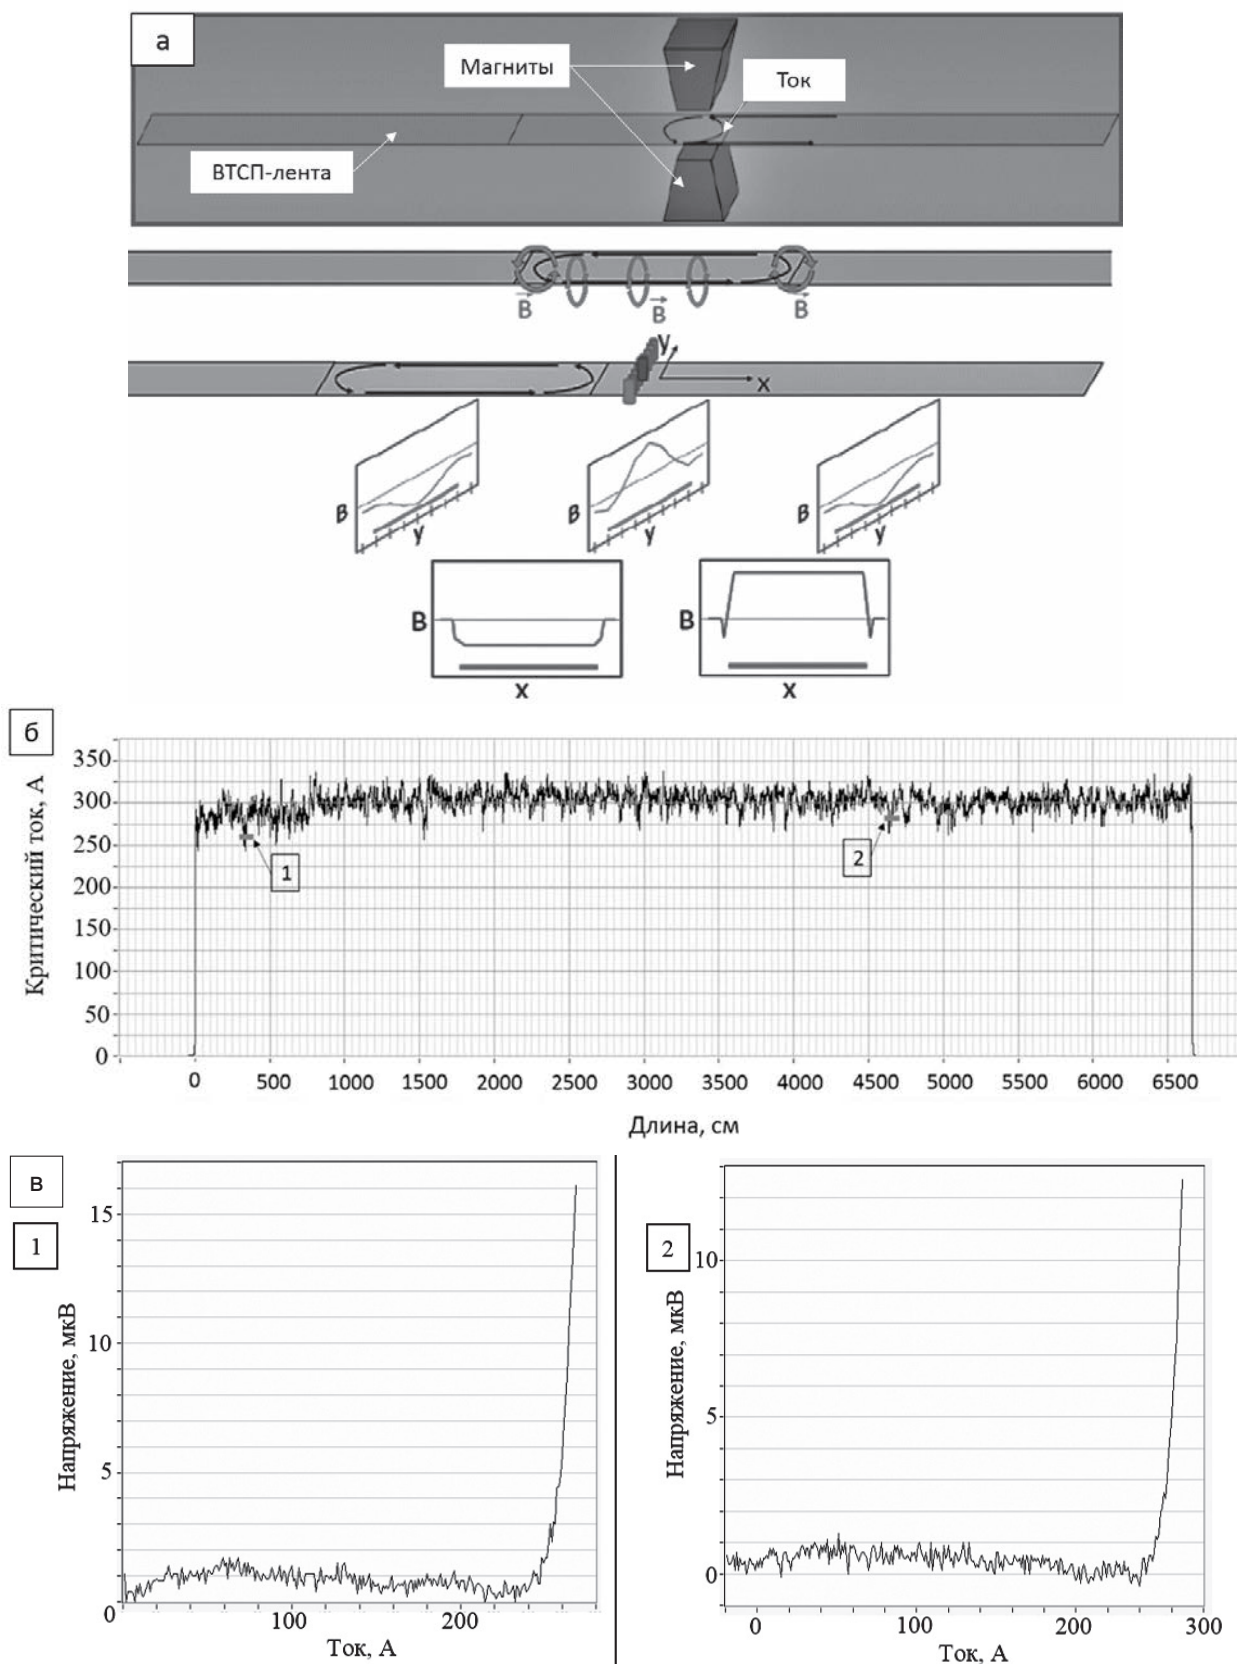 а
Магниты
Ток
ВТСП-лента
B
B
B
y
x
B
y
B
y
B
y
B
x
B
x
б
Критический ток, А
350
300
250
200
150
100
50
0
1
2
0 500 1000 1500 2000 2500 3000 3500 4000 4500 5000 5500 6000 6500
Длина, см
в
1
Напряжение, мкВ
15
10
5
0
100 200
Ток, А
2
Напряжение, мкВ
10
5
0
0 100 200 300
Ток, А